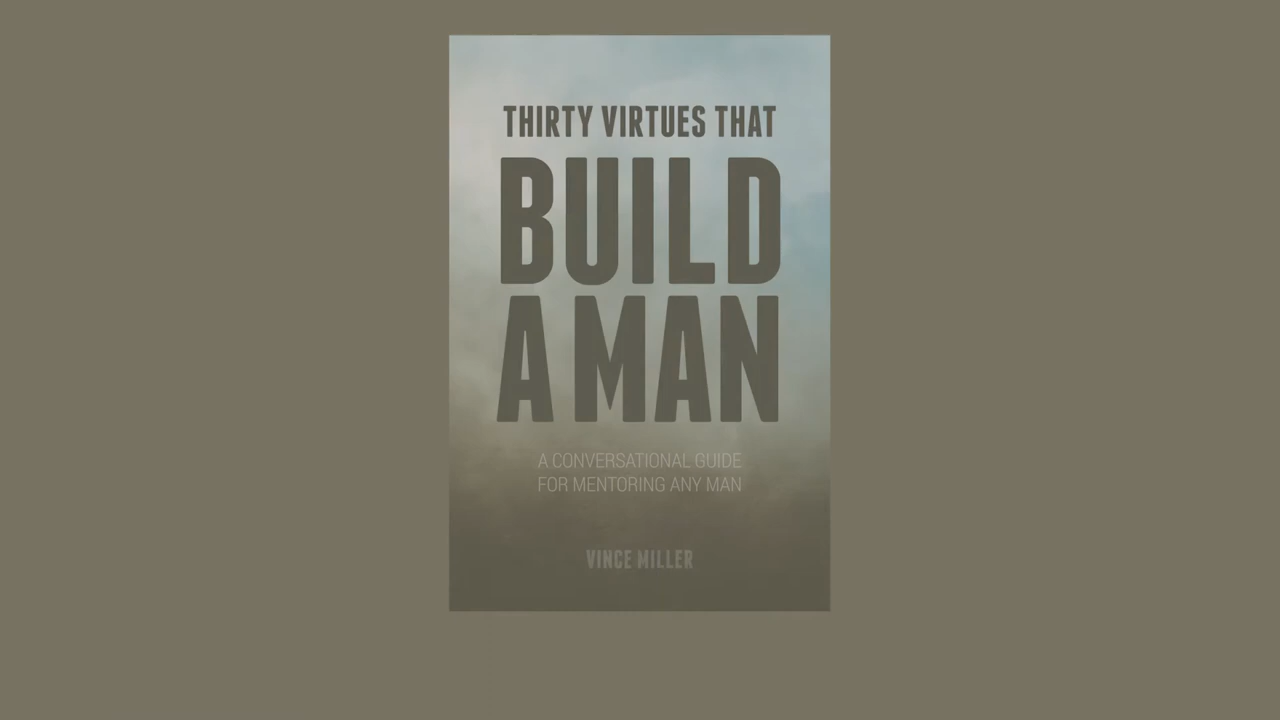 THIRTY VIRTUES THAT
BUILD
A MAN
A CONVERSATIONAL GUIDE
FOR MENTORING ANY MAN
VINCE MILLER